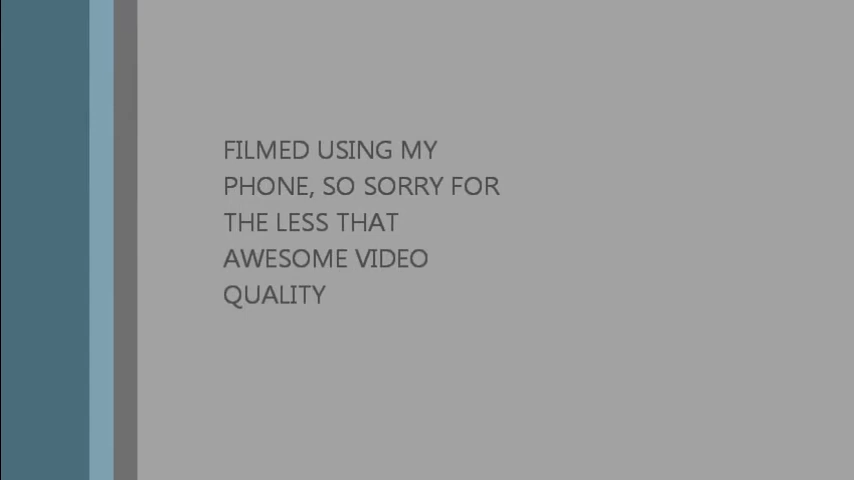 FILMED USING MY
PHONE, SO SORRY FOR
THE LESS THAT
AWESOME VIDEO
QUALITY